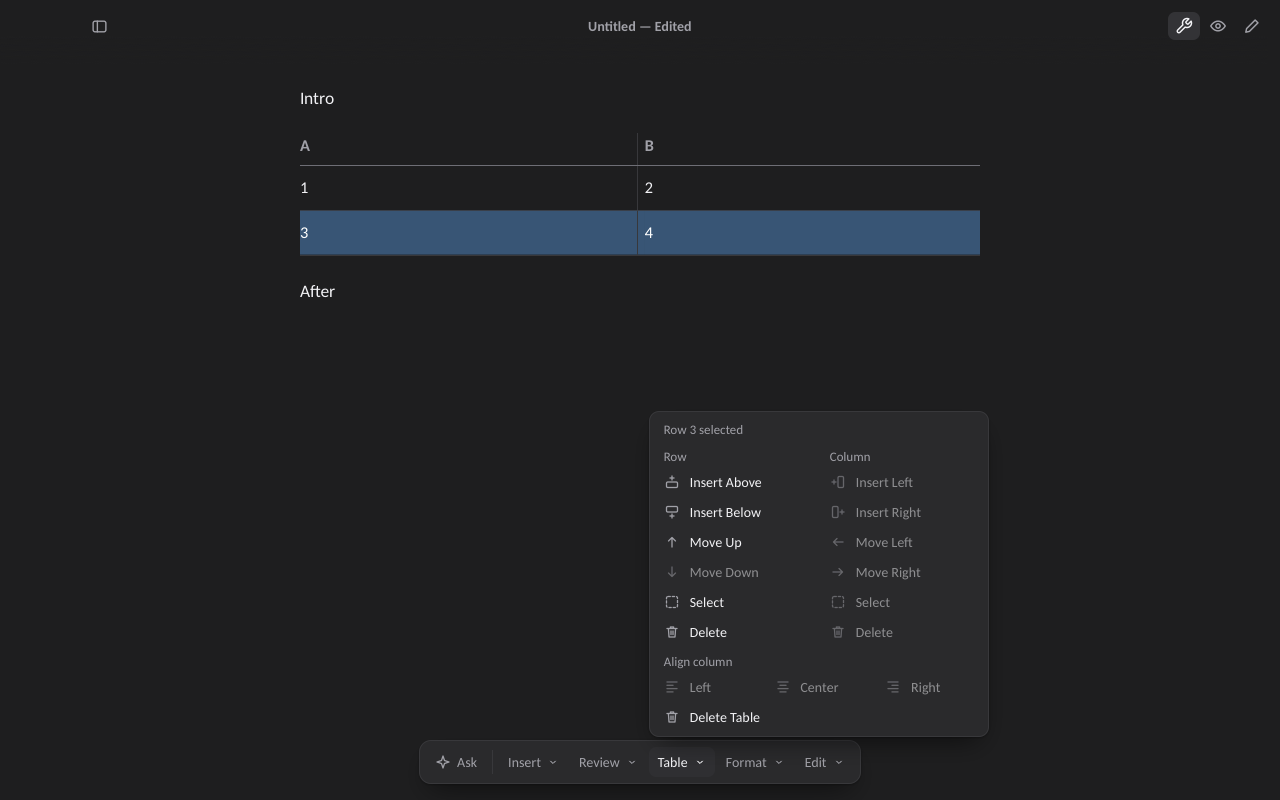 Untitled — Edited
Intro
A B
1 2
3 4
After
Row 3 selected
Row Column
Insert Above Insert Left
Insert Below Insert Right
Move Up Move Left
Move Down Move Right
Select Select
Delete Delete
Align column
Left Center Right
Delete Table
Ask Insert Review Table Format Edit